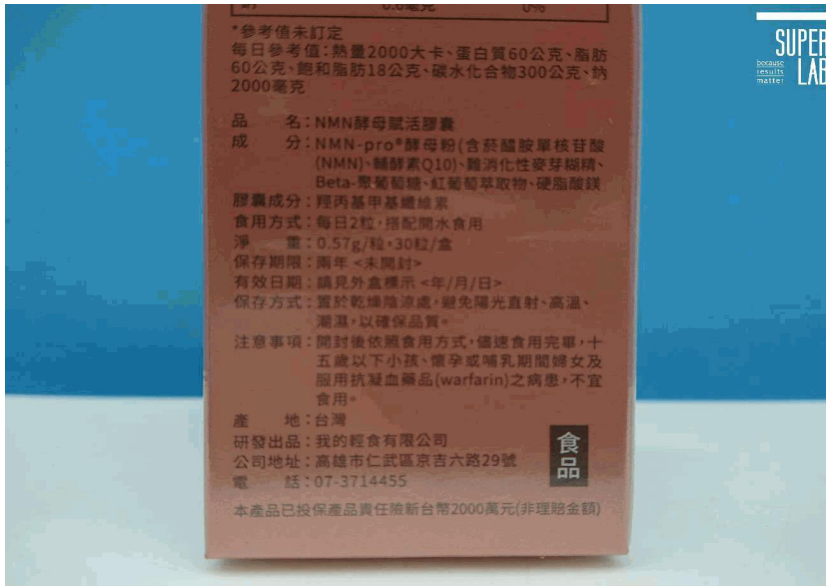 0.0毫克 0%
*參考值未訂定
每日參考值:熱量2000大卡、蛋白質60公克、脂肪
60公克、飽和脂肪18公克、碳水化合物300公克、鈉
2000毫克
品 名:NMN酵母賦活膠囊
成 分:NMN-pro®酵母粉(含菸醯胺單核苷酸
(NMN)、輔酵素Q10)、難消化性麥芽糊精、
Beta-聚葡萄糖、紅葡萄萃取物、硬脂酸鎂
膠囊成分:羥丙基甲基纖維素
食用方式:每日2粒,搭配開水食用
淨 重:0.57g/粒,30粒/盒
保存期限:兩年 <未開封>
有效日期:請見外盒標示 <年/月/日>
保存方式:置於乾燥陰涼處,避免陽光直射、高溫、
潮濕,以確保品質。
注意事項:開封後依照食用方式,儘速食用完畢,十
五歲以下小孩、懷孕或哺乳期間婦女及
服用抗凝血藥品(warfarin)之病患,不宜
食用。
產 地:台灣
研發出品:我的輕食有限公司
公司地址:高雄市仁武區京吉六路29號
電 話:07-3714455
食品
本產品已投保產品責任險新台幣2000萬元(非理賠金額)
SUPER
LAB
because
results
matter